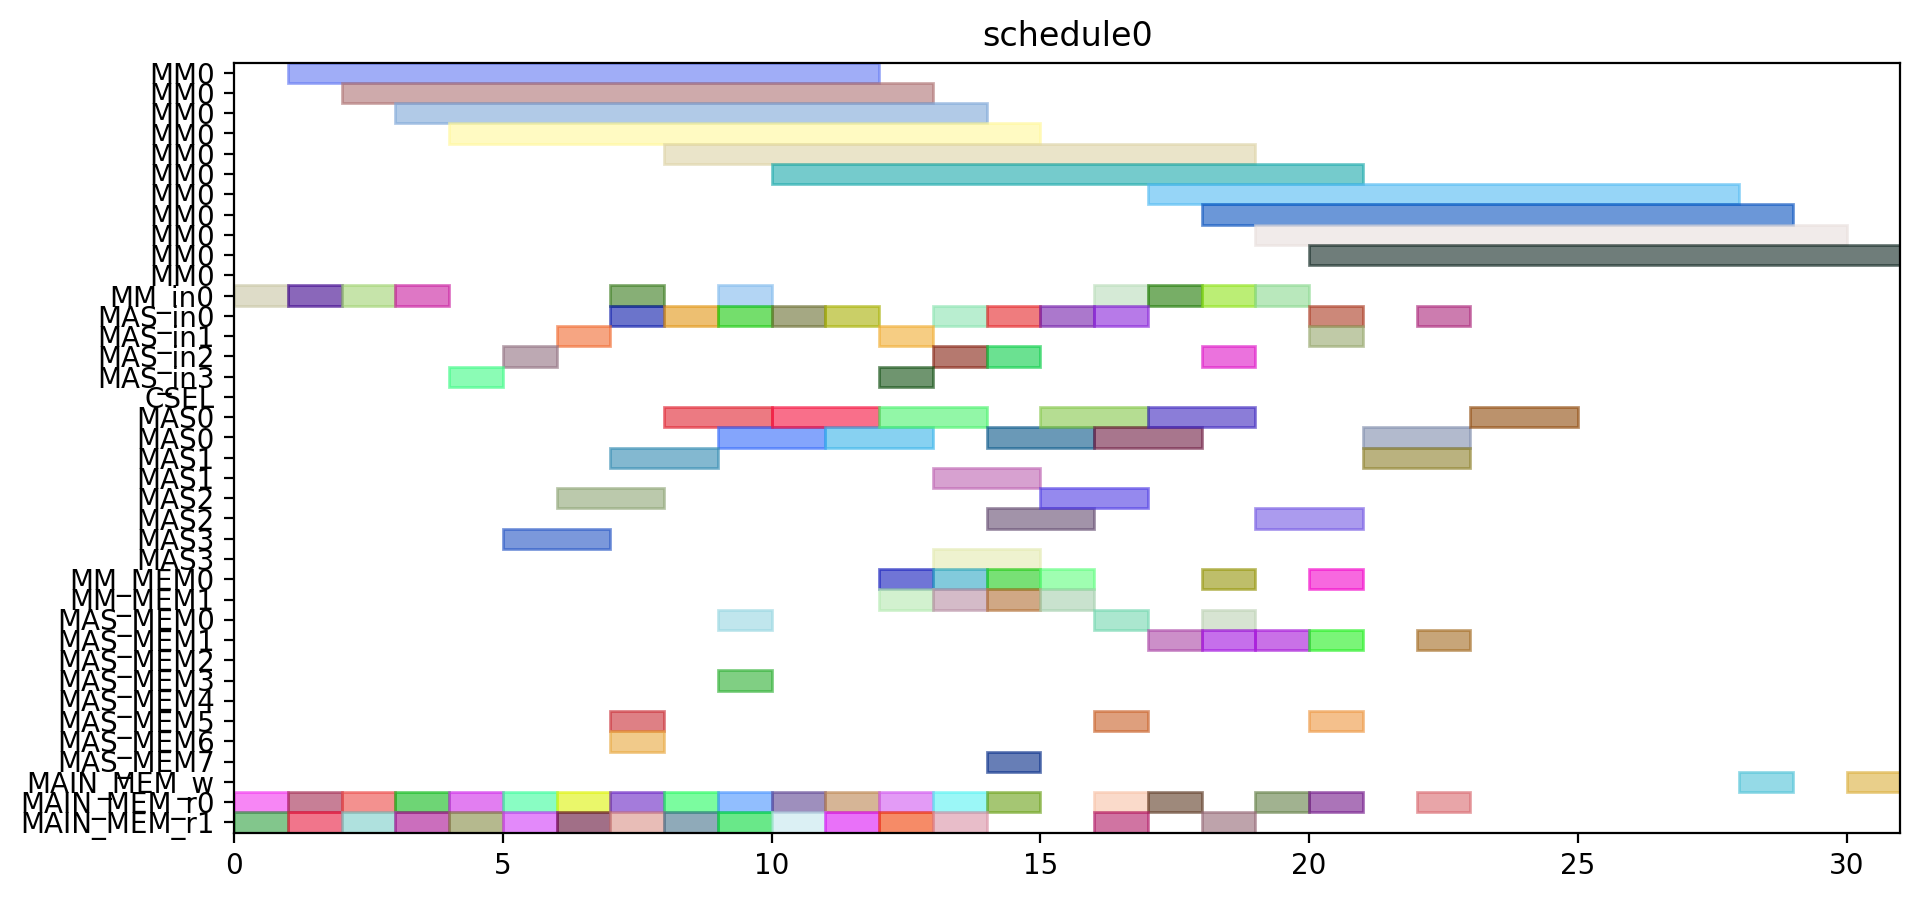 schedule0
MM0
MM0
MM0
MM0
MM0
MM0
MM0
MM0
MM0
MM0
MM0
MM_in0
MAS_in0
MAS_in1
MAS_in2
MAS_in3
CSEL
MAS0
MAS0
MAS1
MAS1
MAS2
MAS2
MAS3
MAS3
MM_MEM0
MM_MEM1
MAS_MEM0
MAS_MEM1
MAS_MEM2
MAS_MEM3
MAS_MEM4
MAS_MEM5
MAS_MEM6
MAS_MEM7
MAIN_MEM_w
MAIN_MEM_r0
MAIN_MEM_r1
0 5 10 15 20 25 30